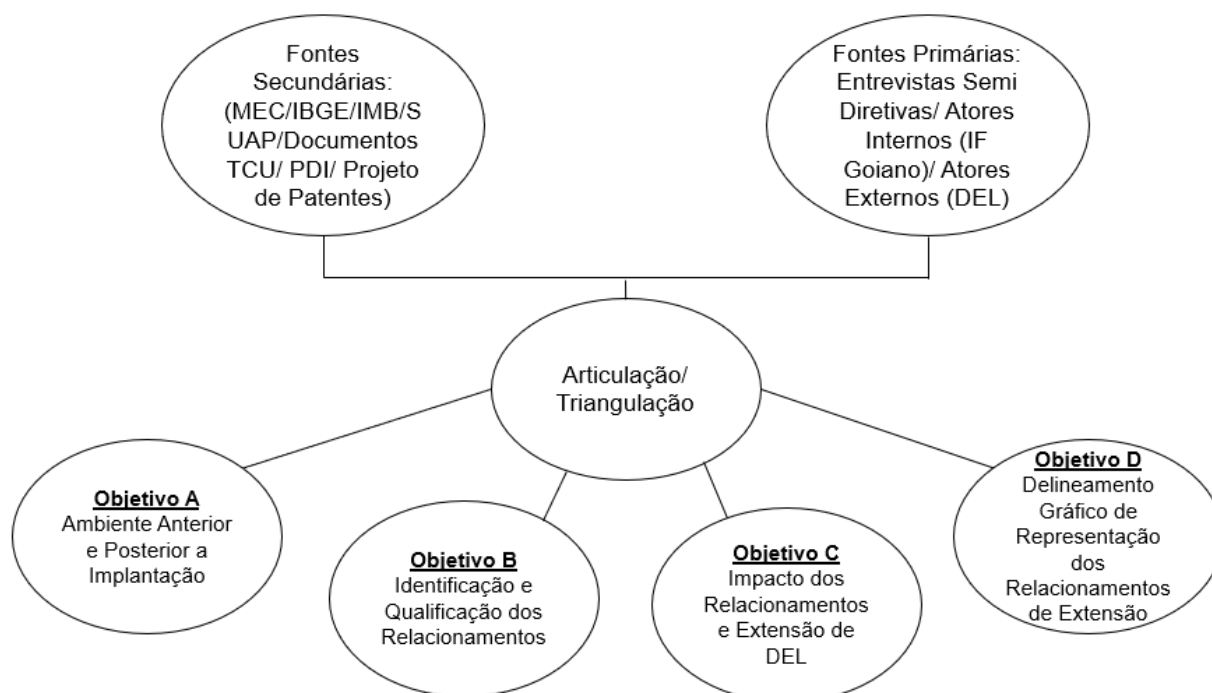 Fontes
Secundárias:
(MEC/IBGE/IMB/S
UAP/Documentos
TCU/ PDI/ Projeto
de Patentes)
Fontes Primárias:
Entrevistas Semi
Diretivas/ Atores
Internos (IF
Goiano)/ Atores
Externos (DEL)
Articulação/
Triangulação
Objetivo A
Ambiente Anterior
e Posterior a
Implantação
Objetivo B
Identificação e
Qualificação dos
Relacionamentos
Objetivo C
Impacto dos
Relacionamentos
e Extensão de
DEL
Objetivo D
Delineamento
Gráfico de
Representação
dos
Relacionamentos
de Extensão